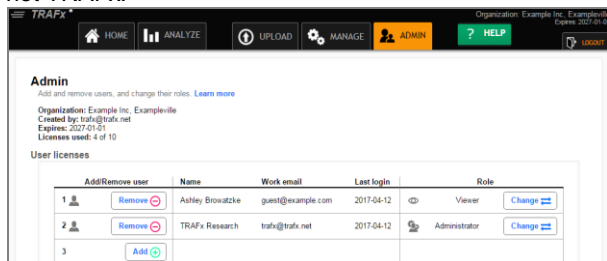 TRAFx
Organization: Example Inc, Exampleville
Expires: 2027-01-0
HOME ANALYZE UPLOAD MANAGE ADMIN ? HELP LOGOUT
Admin
Add and remove users, and change their roles. Learn more
Organization: Example Inc, Exampleville
Created by: trafx@trafx.net
Expires: 2027-01-01
Licenses used: 4 of 10
User licenses
Add/Remove user Name Work email Last login Role
1 Remove Ashley Browatzke guest@example.com 2017-04-12 Viewer Change
2 Remove TRAFx Research trafx@trafx.net 2017-04-12 Administrator Change
3 Add